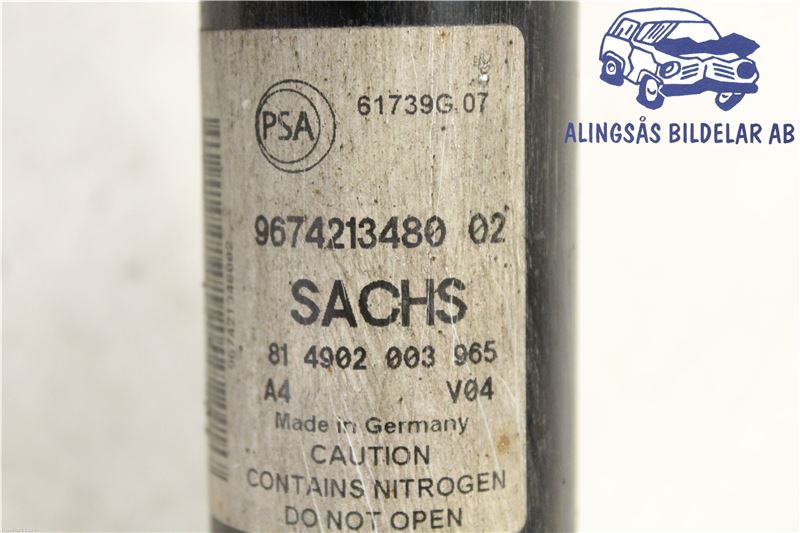 PSA
61739G.07
9674213480 02
SACHS
81 4902 003 965
A4 V04
Made in Germany
CAUTION
CONTAINS NITROGEN
DO NOT OPEN
967421348002
ALINGSÅS BILDELAR AB